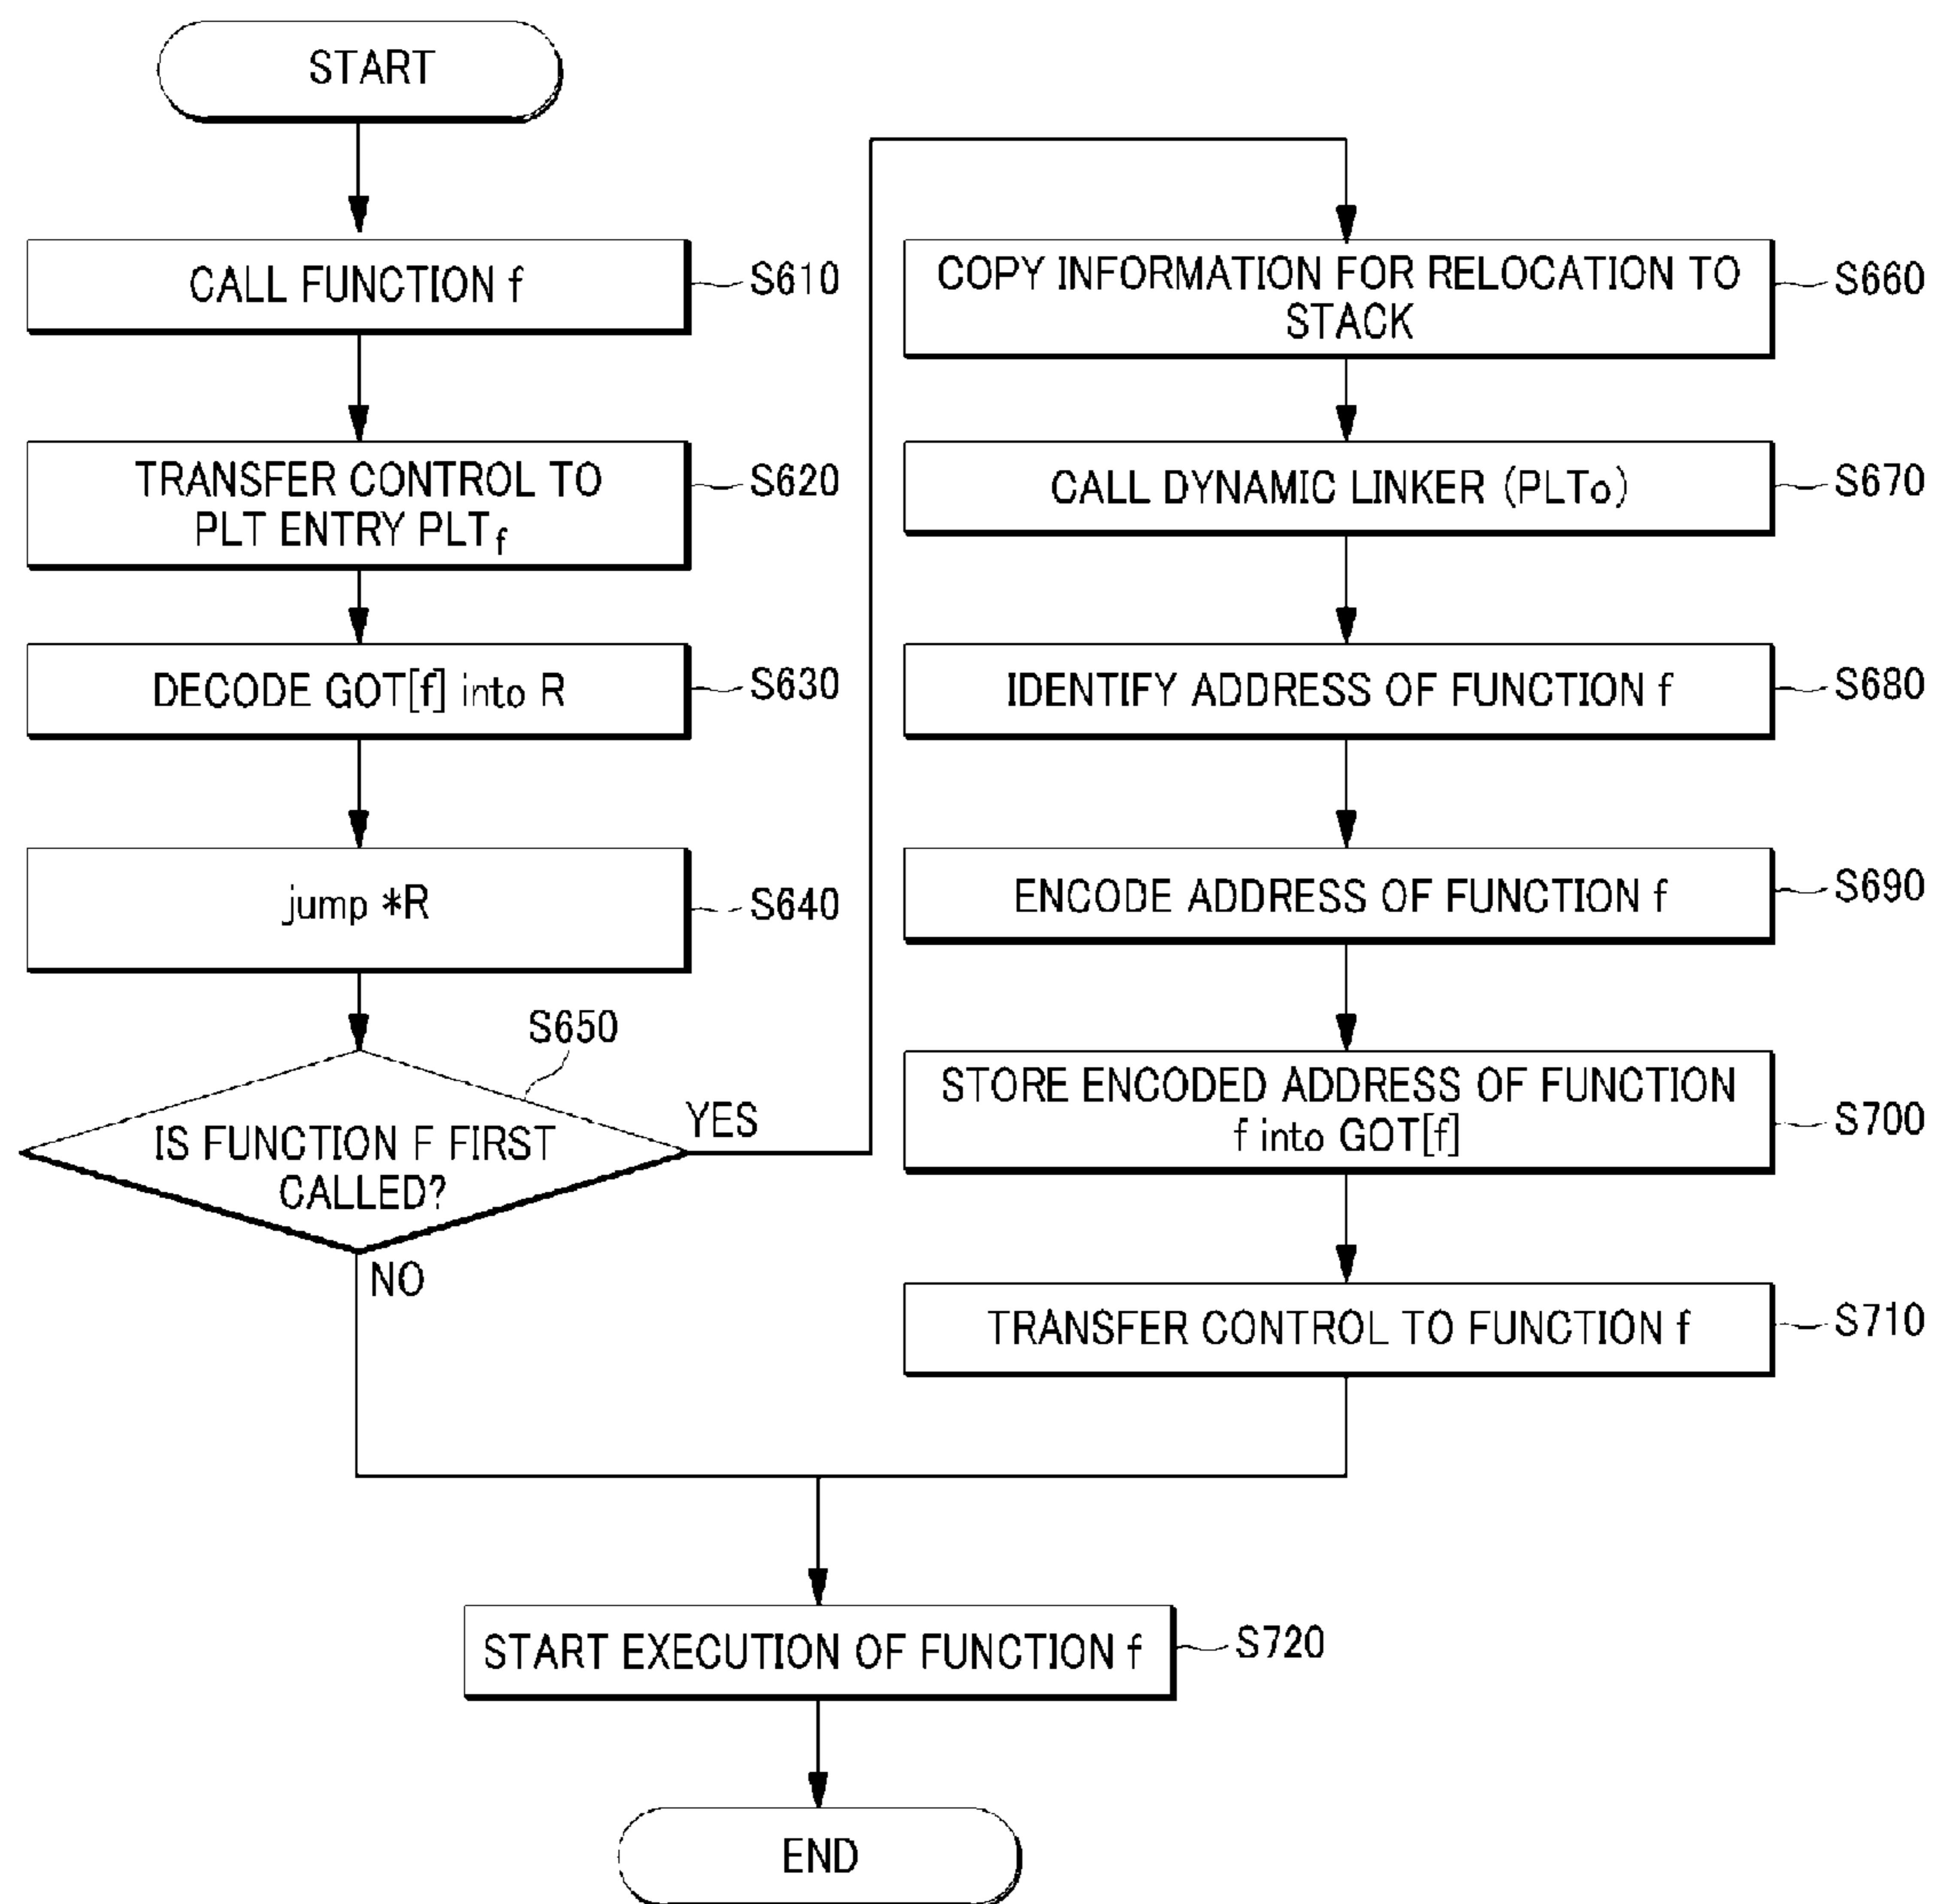 START
CALL FUNCTION f
S610
TRANSFER CONTROL TO
PLT ENTRY PLTf
S620
DECODE GOT[f] into R
S630
jump *R
S640
S650
IS FUNCTION F FIRST
CALLED?
YES
NO
COPY INFORMATION FOR RELOCATION TO
STACK
S660
CALL DYNAMIC LINKER (PLTo)
S670
IDENTIFY ADDRESS OF FUNCTION f
S680
ENCODE ADDRESS OF FUNCTION f
S690
STORE ENCODED ADDRESS OF FUNCTION
f into GOT[f]
S700
TRANSFER CONTROL TO FUNCTION f
S710
START EXECUTION OF FUNCTION f
S720
END